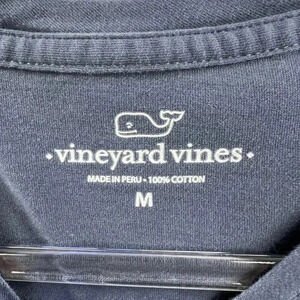 • vineyard vines •
MADE IN PERU • 100% COTTON
M